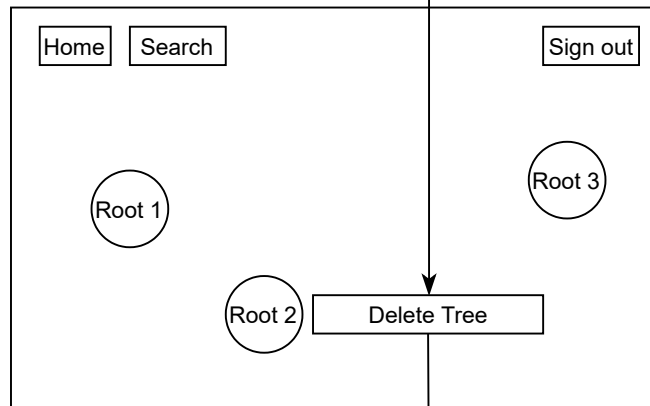 Home
Search
Sign out
Root 3
Root 1
Root 2
Delete Tree